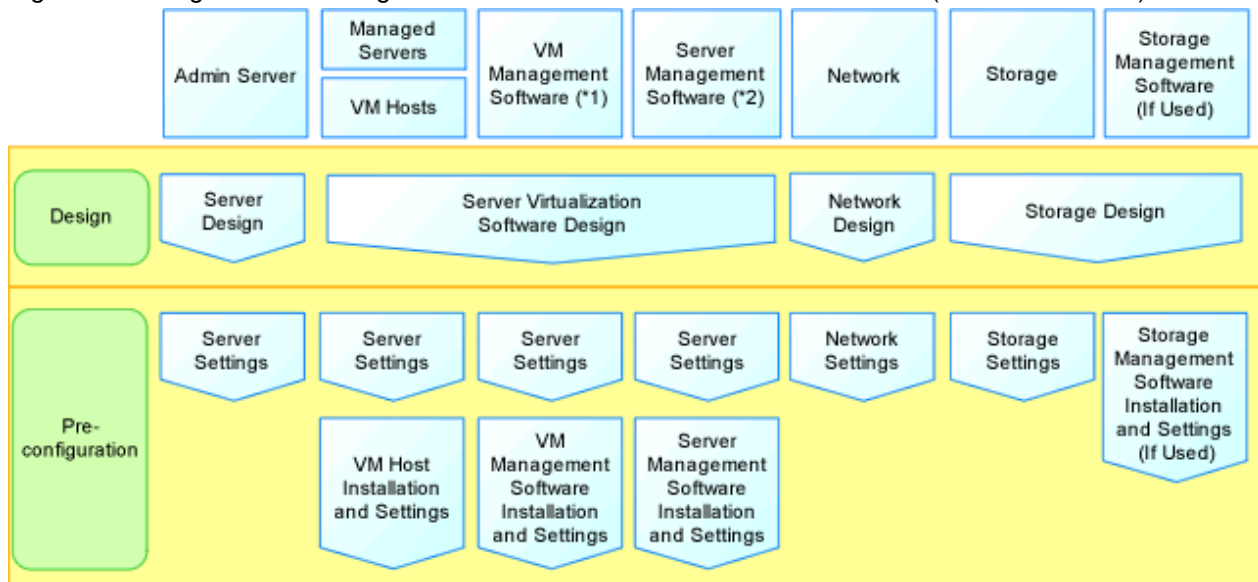 Admin Server
Managed
Servers
VM Hosts
VM
Management
Software (*1)
Server
Management
Software (*2)
Network
Storage
Storage
Management
Software
(If Used)
Design
Server
Design
Server Virtualization
Software Design
Network
Design
Storage Design
Pre-
configuration
Server
Settings
Server
Settings
Server
Settings
Server
Settings
Network
Settings
Storage
Settings
Storage
Management
Software
Installation
and Settings
(If Used)
VM Host
Installation
and Settings
VM
Management
Software
Installation
and Settings
Server
Management
Software
Installation
and Settings